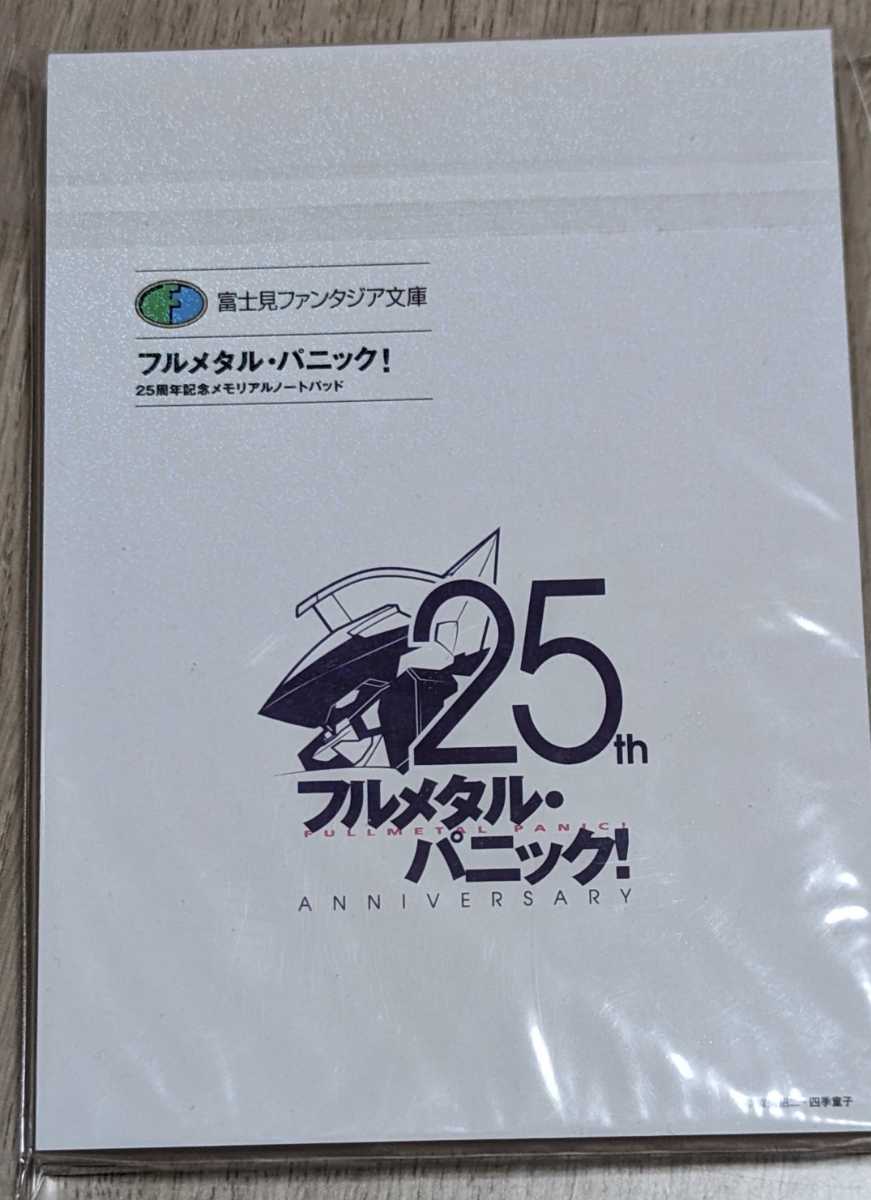 F
富士見ファンタジア文庫
フルメタル・パニック!
25周年記念メモリアルノートパッド
25th
フルメタル・
FULLMETAL PANIC!
パニック!
ANNIVERSARY
四季童子